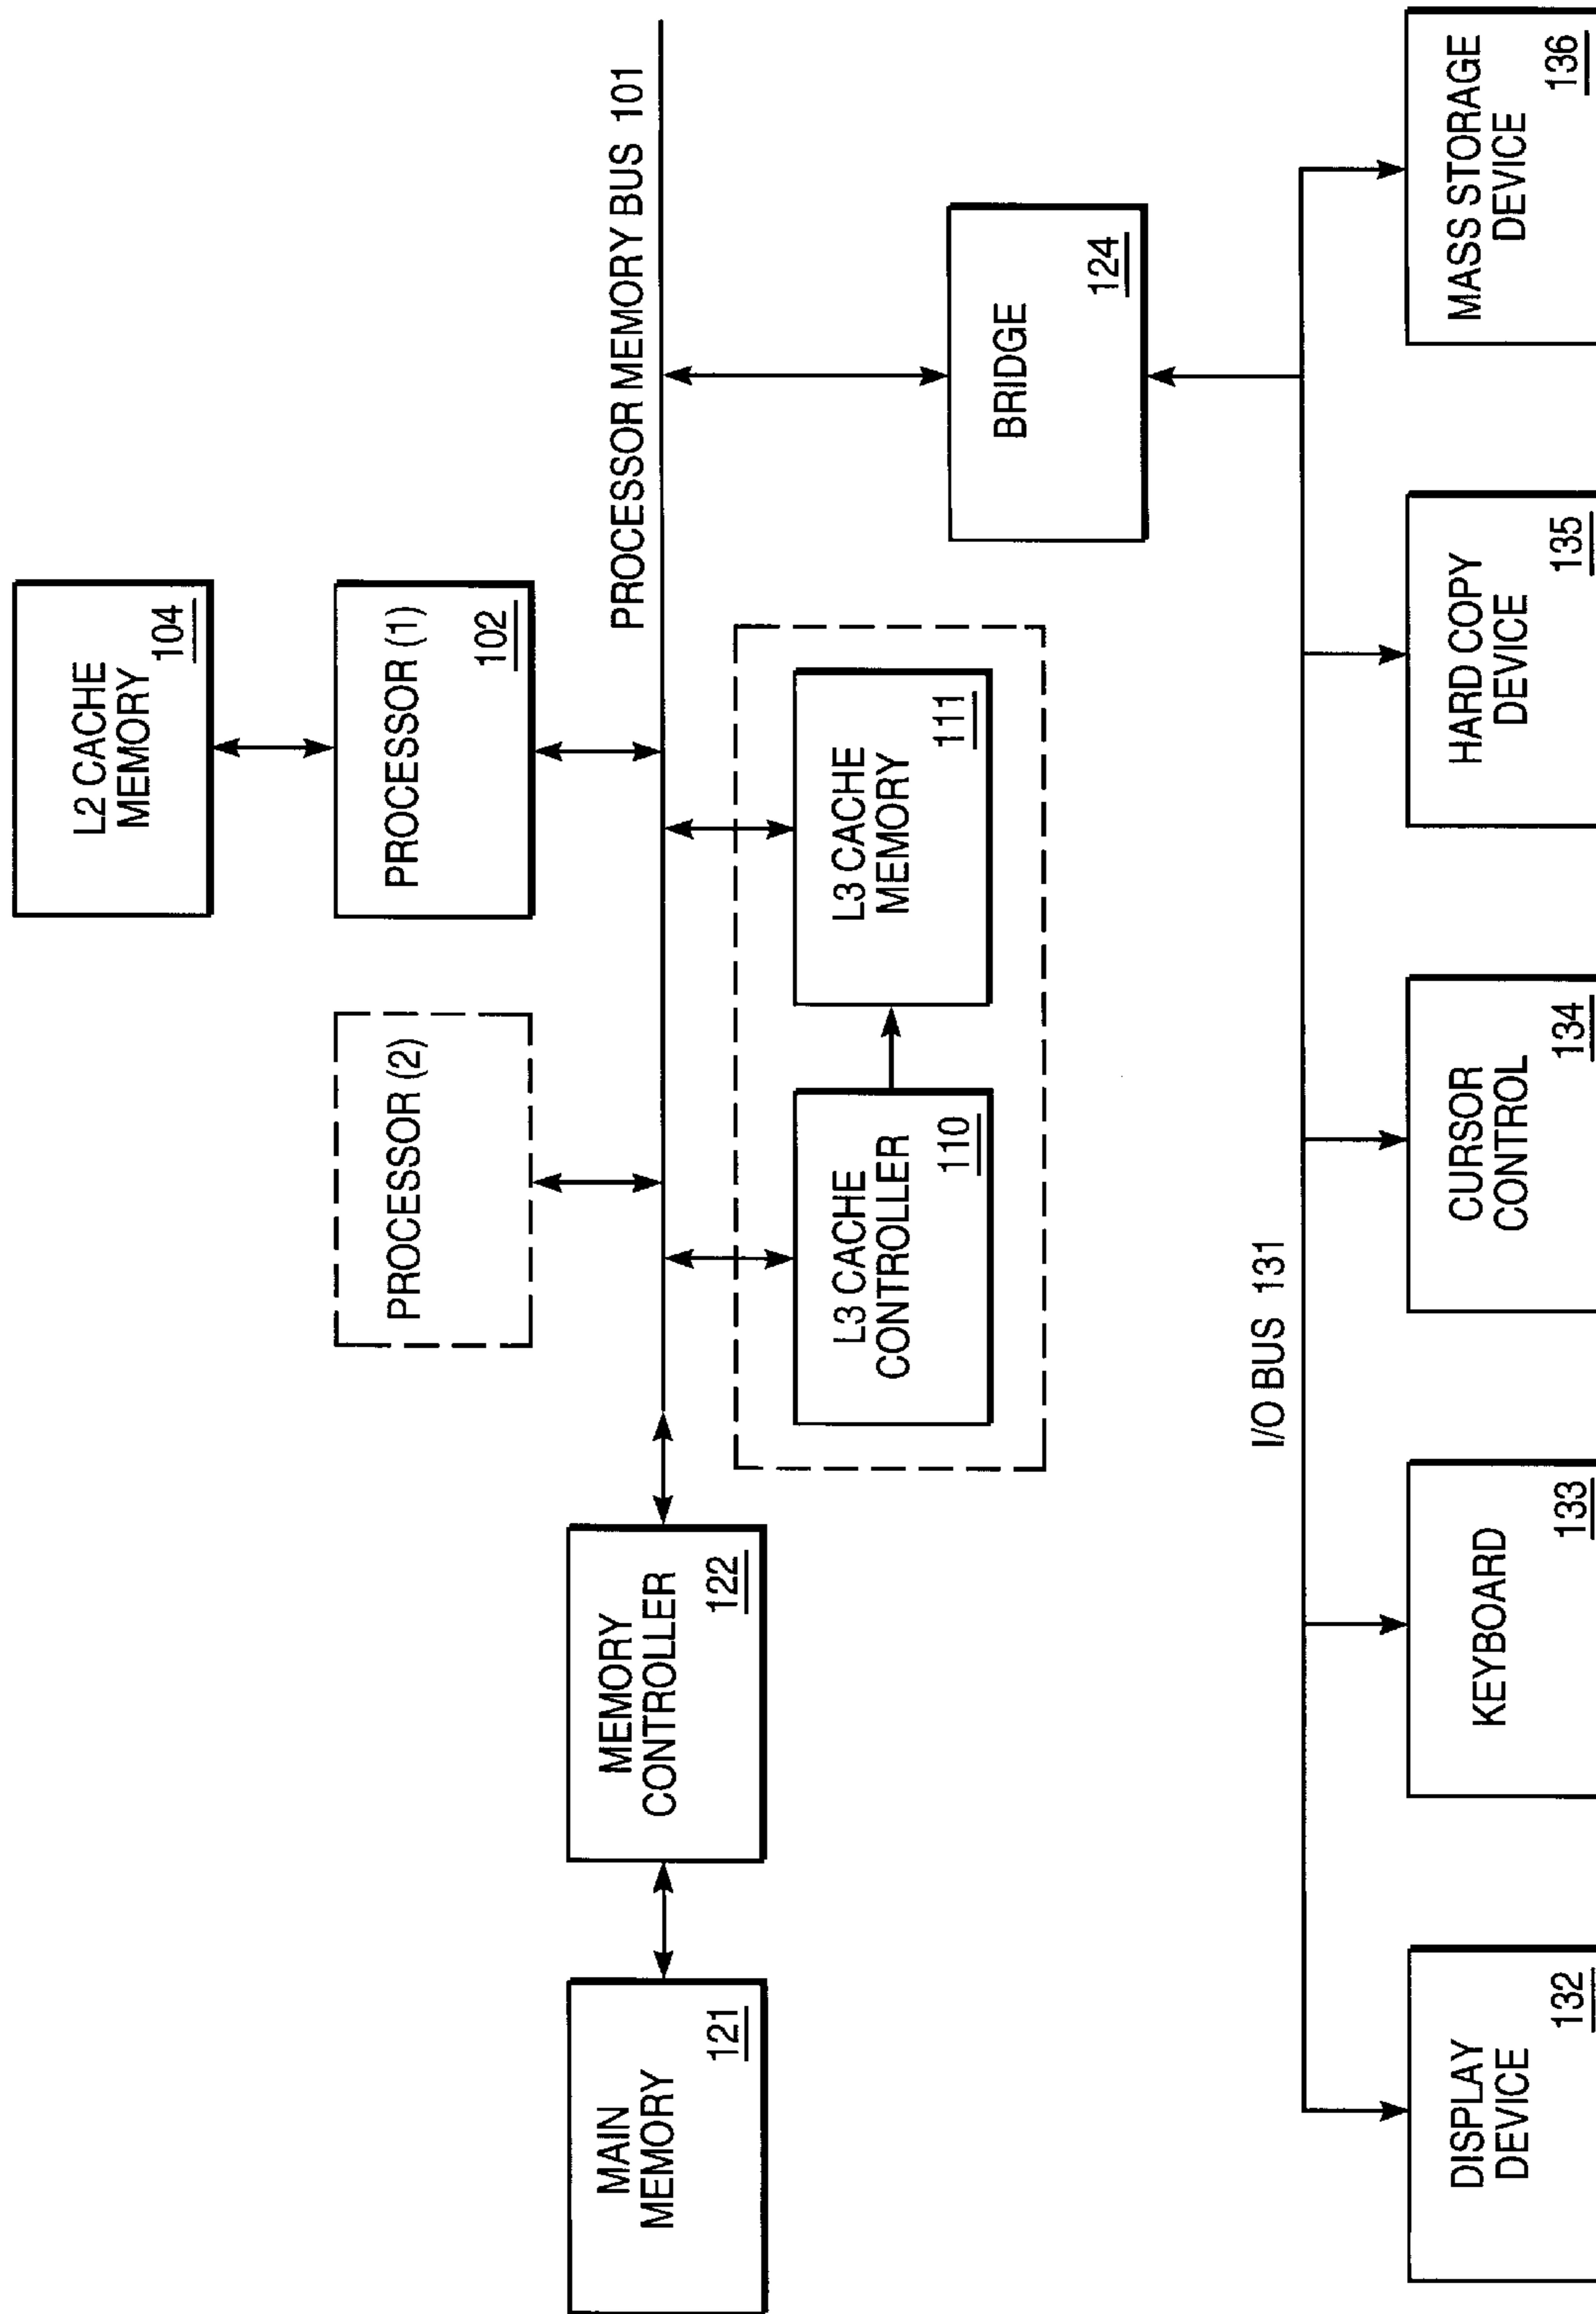 L2 CACHE
MEMORY
104
PROCESSOR (2)
PROCESSOR (1)
102
PROCESSOR MEMORY BUS 101
MAIN
MEMORY
121
MEMORY
CONTROLLER
122
L3 CACHE
CONTROLLER
110
L3 CACHE
MEMORY
111
BRIDGE
124
I/O BUS 131
DISPLAY
DEVICE
132
KEYBOARD
133
CURSOR
CONTROL
134
HARD COPY
DEVICE
135
MASS STORAGE
DEVICE
136